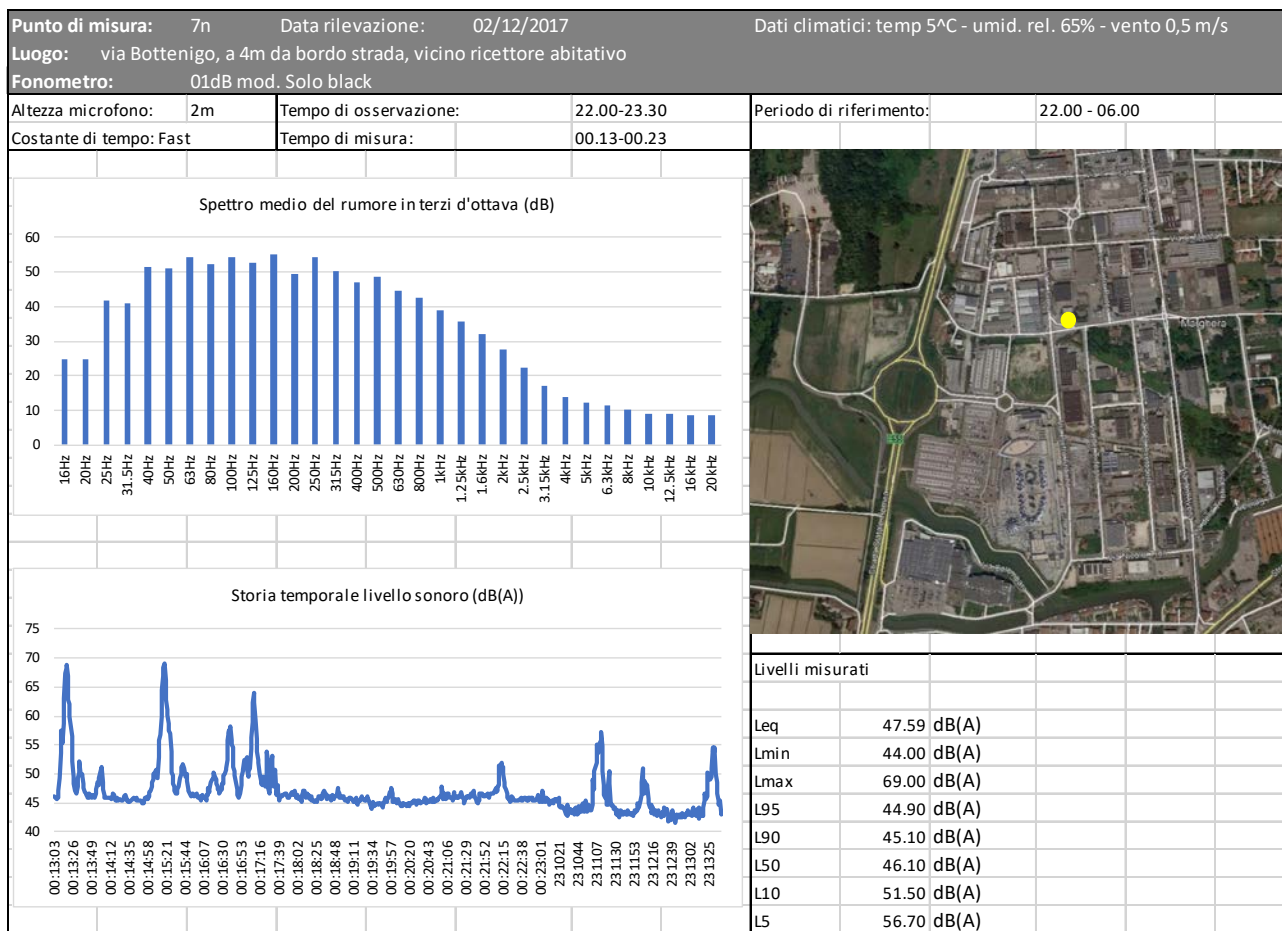 Punto di misura: 7n Data rilevazione: 02/12/2017 Dati climatici: temp 5^C - umid. rel. 65% - vento 0,5 m/s
Luogo: via Bottenigo, a 4m da bordo strada, vicino ricettore abitativo
Fonometro: 01dB mod. Solo black
Altezza microfono: 2m Tempo di osservazione: 22.00-23.30 Periodo di riferimento: 22.00 - 06.00
Costante di tempo: Fast Tempo di misura: 00.13-00.23
Spettro medio del rumore in terzi d'ottava (dB)
60
50
40
30
20
10
0
16Hz 20Hz 25Hz 31.5Hz 40Hz 50Hz 63Hz 80Hz 100Hz 125Hz 160Hz 200Hz 250Hz 315Hz 400Hz 500Hz 630Hz 800Hz 1kHz 1.25kHz 1.6kHz 2kHz 2.5kHz 3.15kHz 4kHz 5kHz 6.3kHz 8kHz 10kHz 12.5kHz 16kHz 20kHz
Marghera
Storia temporale livello sonoro (dB(A))
75
70
65
60
55
50
45
40
00:13:03 00:13:26 00:13:49 00:14:12 00:14:35 00:14:58 00:15:21 00:15:44 00:16:07 00:16:30 00:16:53 00:17:16 00:17:39 00:18:02 00:18:25 00:18:48 00:19:11 00:19:34 00:19:57 00:20:20 00:20:43 00:21:06 00:21:29 00:21:52 00:22:15 00:22:38 00:23:01 231021 231044 231107 231130 231153 231216 231239 231302 231325
Livelli misurati
Leq 47.59 dB(A)
Lmin 44.00 dB(A)
Lmax 69.00 dB(A)
L95 44.90 dB(A)
L90 45.10 dB(A)
L50 46.10 dB(A)
L10 51.50 dB(A)
L5 56.70 dB(A)